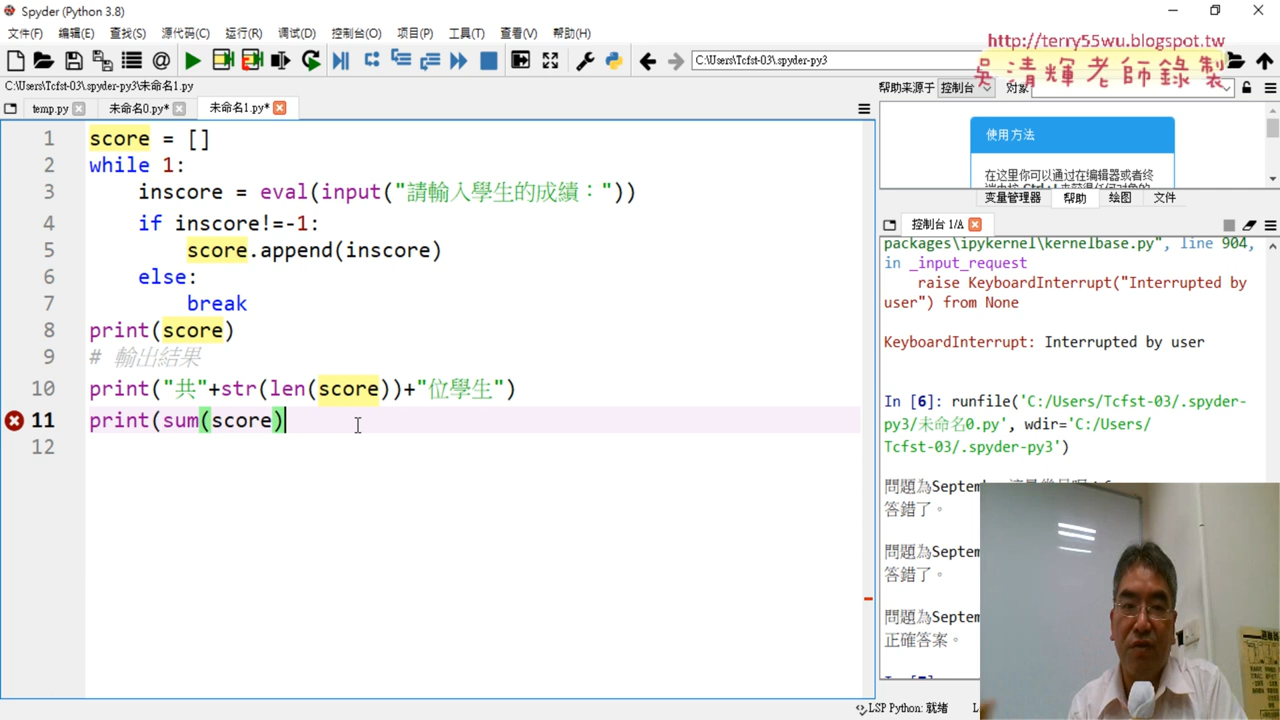 Spyder (Python 3.8)
文件(F) 编辑(E) 查找(S) 源代码(C) 运行(R) 调试(D) 控制台(O) 项目(P) 工具(T) 查看(V) 帮助(H)
http://terry55wu.blogspot.tw
吳清輝老師錄製
C:\Users\Tcfst-03\.spyder-py3
C:\Users\Tcfst-03\.spyder-py3\未命名1.py
帮助来源于 控制台 对象
temp.py 未命名0.py* 未命名1.py*
使用方法
在这里你可以通过在编辑器或者终
变量管理器 帮助 绘图 文件
控制台 1/A
1 score = []
2 while 1:
3 inscore = eval(input("請輸入學生的成績："))
4 if inscore!=-1:
5 score.append(inscore)
6 else:
7 break
8 print(score)
9 # 輸出結果
10 print("共"+str(len(score))+"位學生")
11 print(sum(score)
12
packages\ipykernel\kernelbase.py", line 904,
in _input_request
raise KeyboardInterrupt("Interrupted by
user") from None
KeyboardInterrupt: Interrupted by user
In [6]: runfile('C:/Users/Tcfst-03/.spyder-
py3/未命名0.py', wdir='C:/Users/
Tcfst-03/.spyder-py3')
問題為Septem
答錯了。
問題為Septem
答錯了。
問題為Septem
正確答案。
LSP Python: 就绪